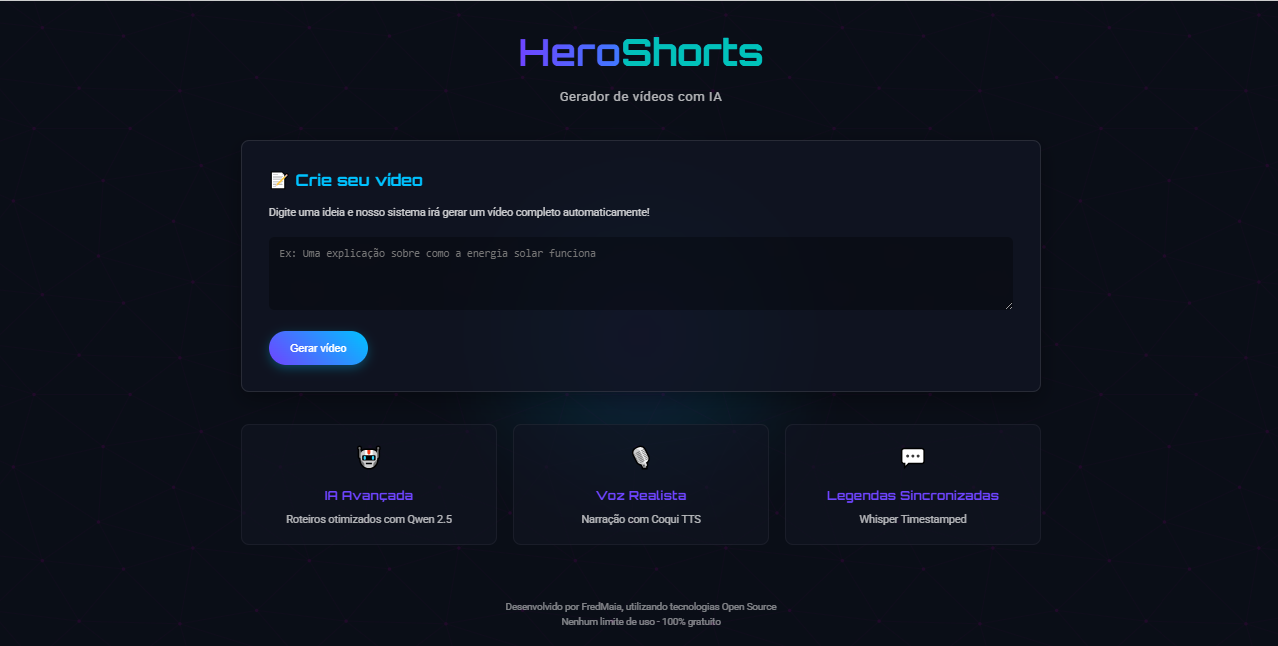 HeroShorts
Gerador de vídeos com IA
Crie seu vídeo
Digite uma ideia e nosso sistema irá gerar um vídeo completo automaticamente!
Ex: Uma explicação sobre como a energia solar funciona
Gerar vídeo
IA Avançada
Roteiros otimizados com Qwen 2.5
Voz Realista
Narração com Coqui TTS
Legendas Sincronizadas
Whisper Timestamped
Desenvolvido por FredMaia, utilizando tecnologias Open Source
Nenhum limite de uso - 100% gratuito